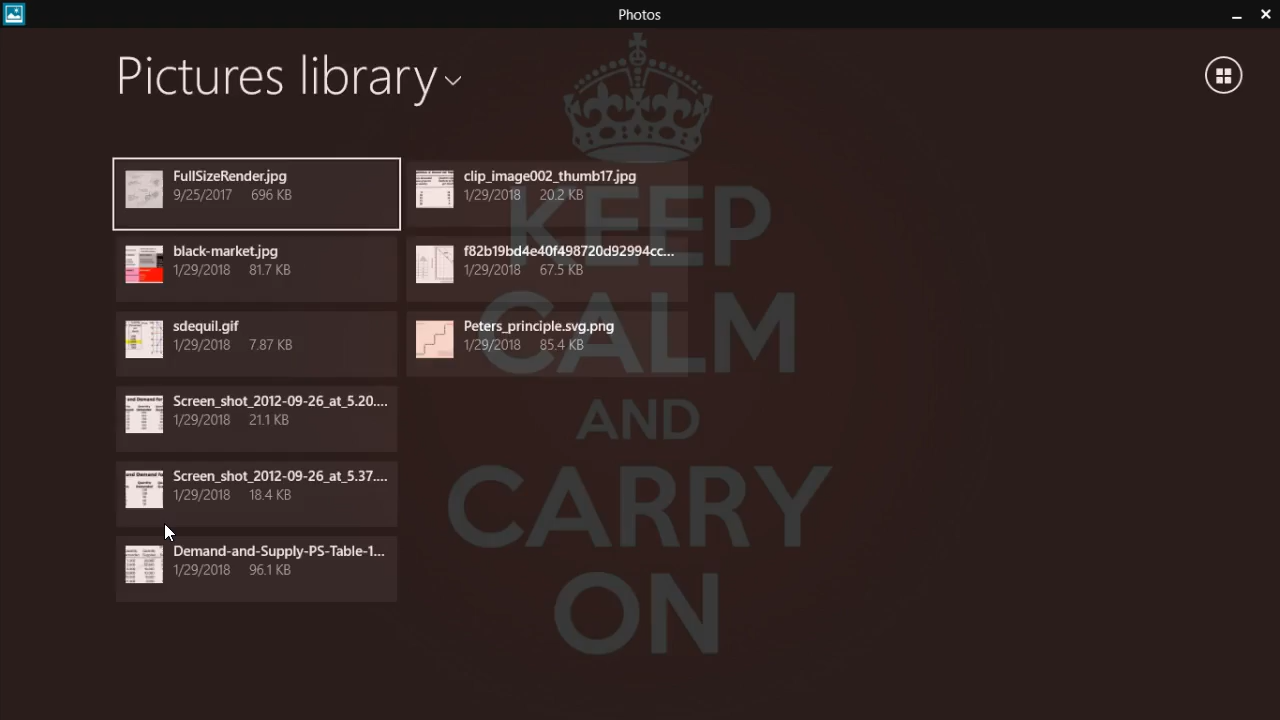 Photos
Pictures library
FullSizeRender.jpg
9/25/2017 696 KB
black-market.jpg
1/29/2018 81.7 KB
sdequil.gif
1/29/2018 7.87 KB
Screen_shot_2012-09-26_at_5.20....
1/29/2018 21.1 KB
Screen_shot_2012-09-26_at_5.37....
1/29/2018 18.4 KB
Demand-and-Supply-PS-Table-1...
1/29/2018 96.1 KB
clip_image002_thumb17.jpg
1/29/2018 20.2 KB
f82b19bd4e40f498720d92994cc...
1/29/2018 67.5 KB
Peters_principle.svg.png
1/29/2018 85.4 KB
KEEP
CALM
AND
CARRY
ON